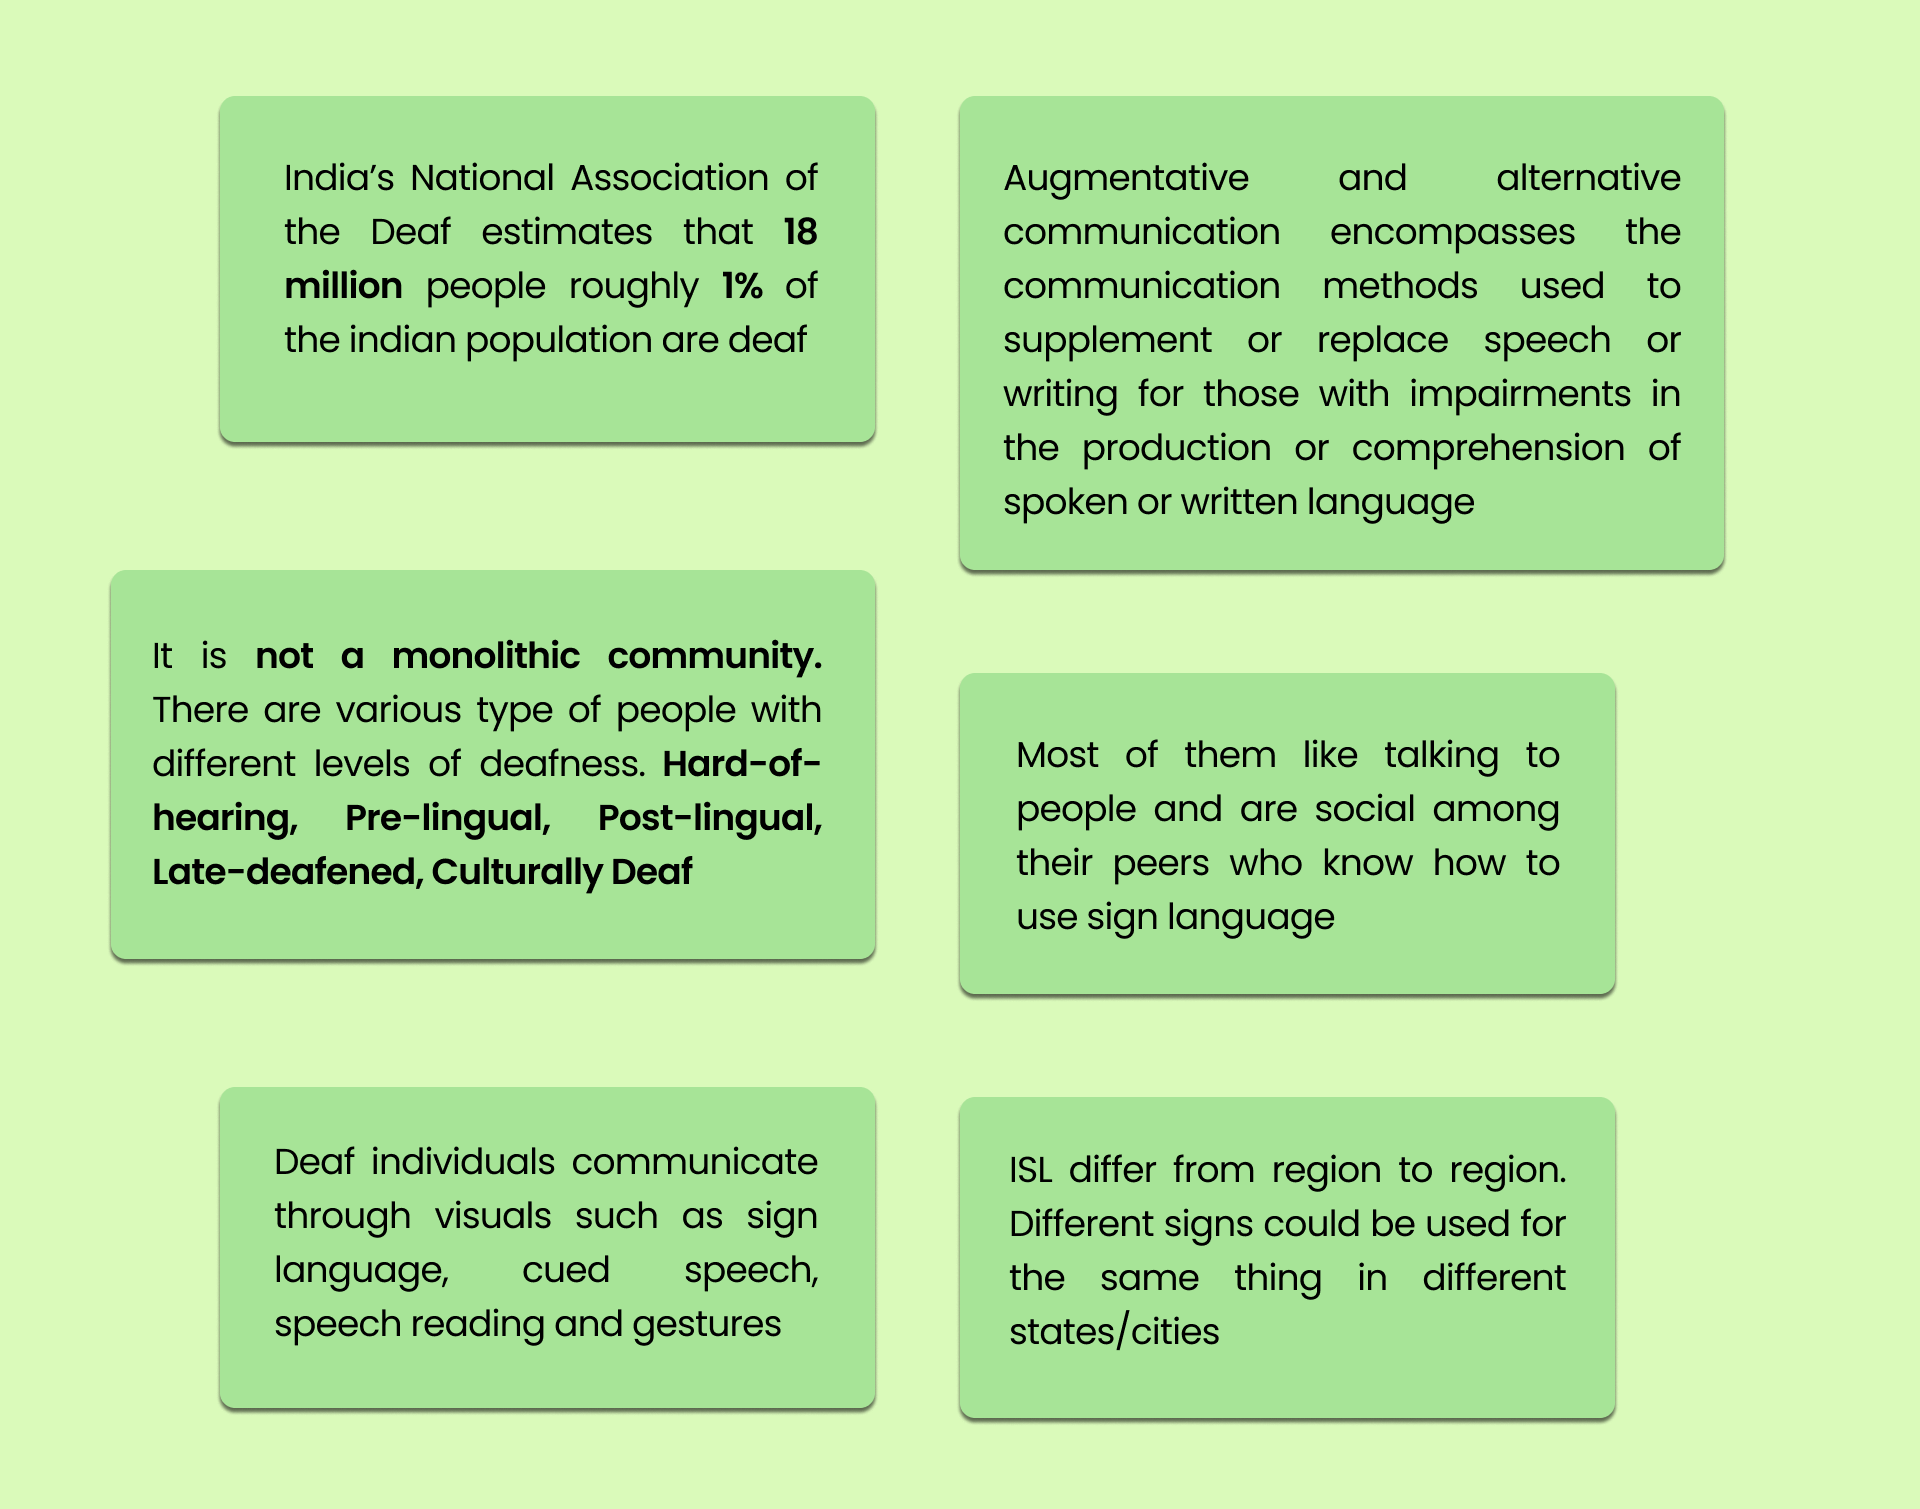 India’s National Association of
the Deaf estimates that 18
million people roughly 1% of
the indian population are deaf
Augmentative and alternative
communication encompasses the
communication methods used to
supplement or replace speech or
writing for those with impairments in
the production or comprehension of
spoken or written language
It is not a monolithic community.
There are various type of people with
different levels of deafness. Hard-of-
hearing, Pre-lingual, Post-lingual,
Late-deafened, Culturally Deaf
Most of them like talking to
people and are social among
their peers who know how to
use sign language
Deaf individuals communicate
through visuals such as sign
language, cued speech,
speech reading and gestures
ISL differ from region to region.
Different signs could be used for
the same thing in different
states/cities